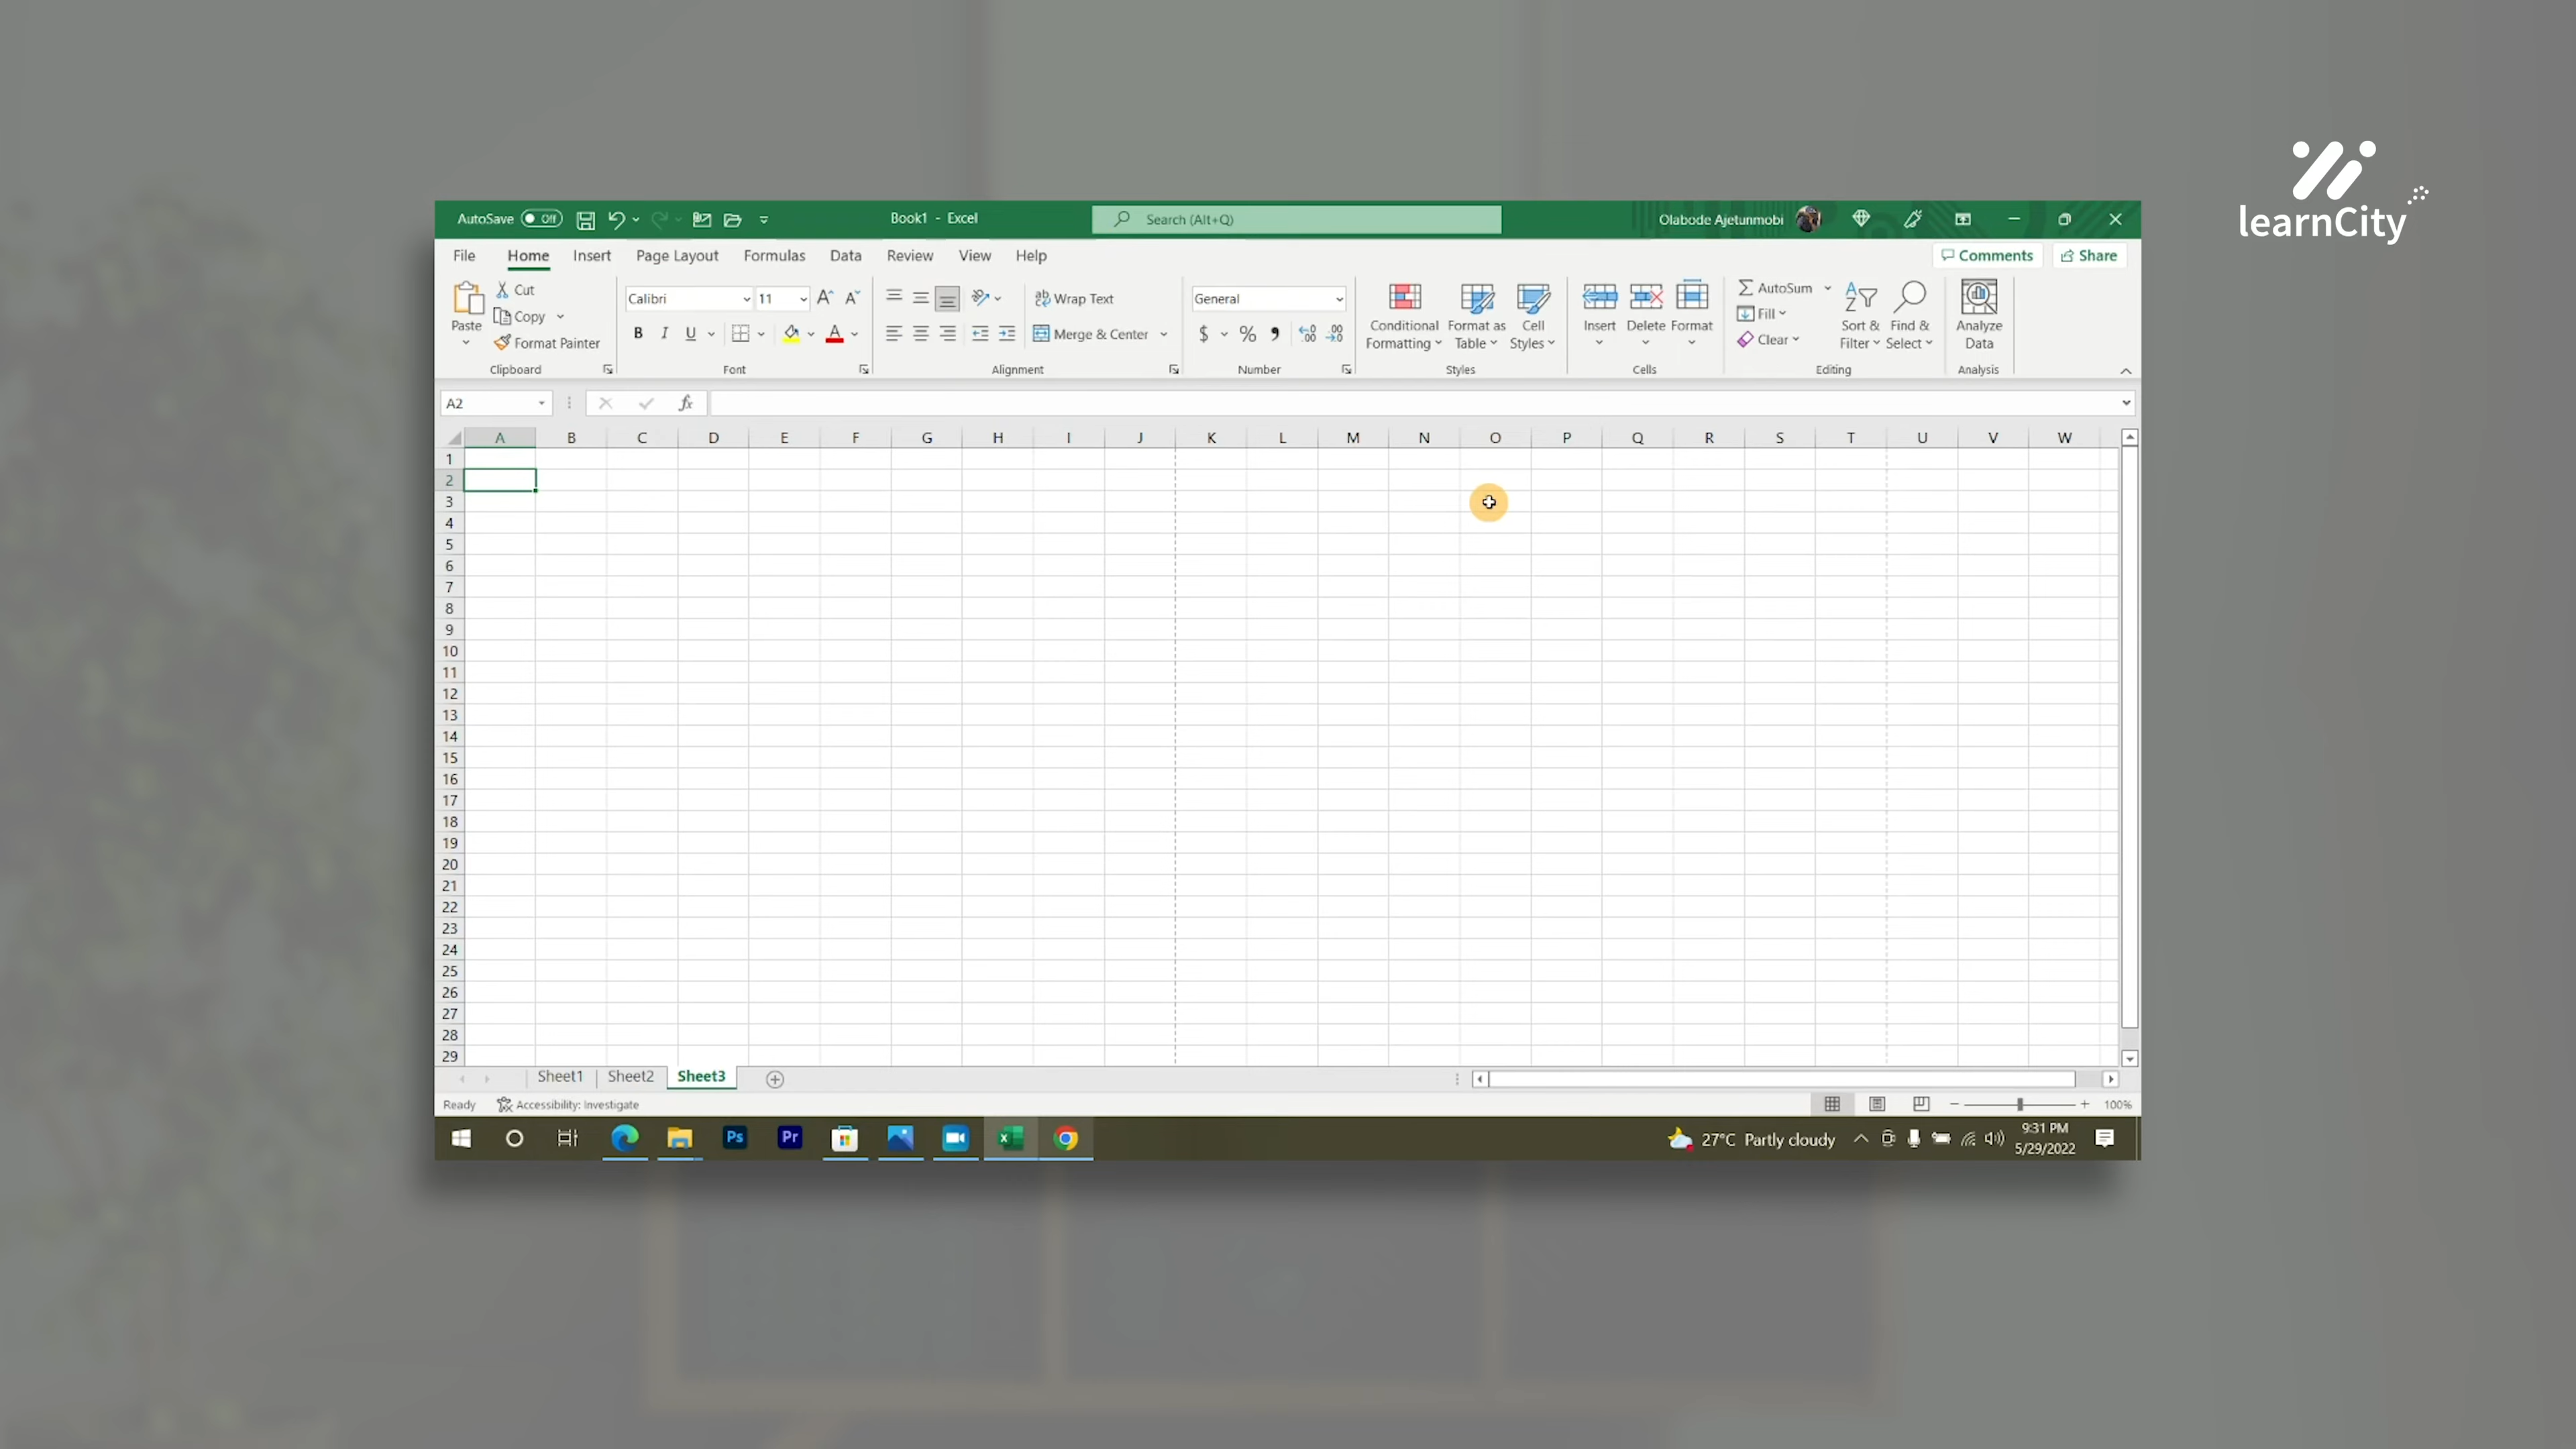 learnCity
AutoSave Off
Book1 - Excel
Search (Alt+Q)
Olabode Ajetunmobi
File Home Insert Page Layout Formulas Data Review View Help
Comments Share
Paste
Cut
Copy
Format Painter
Clipboard
Calibri 11
B I U
Font
Wrap Text
Merge & Center
Alignment
General
$ % ,
Number
Conditional Formatting
Format as Table
Cell Styles
Styles
Insert Delete Format
Cells
AutoSum
Fill
Clear
Sort & Filter
Find & Select
Editing
Analyze Data
Analysis
A2
fx
A B C D E F G H I J K L M N O P Q R S T U V W
1
2
3
4
5
6
7
8
9
10
11
12
13
14
15
16
17
18
19
20
21
22
23
24
25
26
27
28
29
Sheet1 Sheet2 Sheet3
Ready Accessibility: Investigate
100%
Ps Pr
27°C Partly cloudy
9:31 PM
5/29/2022